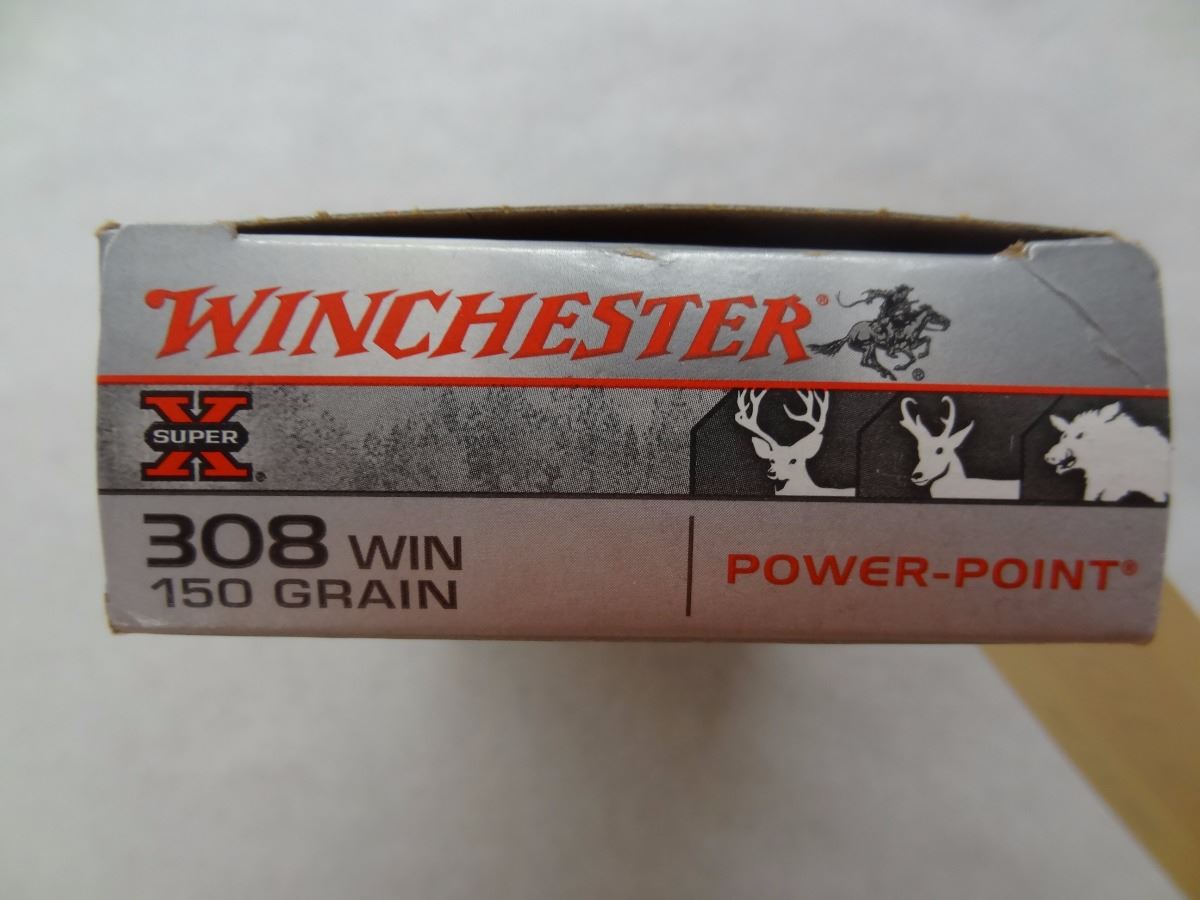 WINCHESTER®
®
X SUPER ®
308 WIN
150 GRAIN
POWER-POINT®